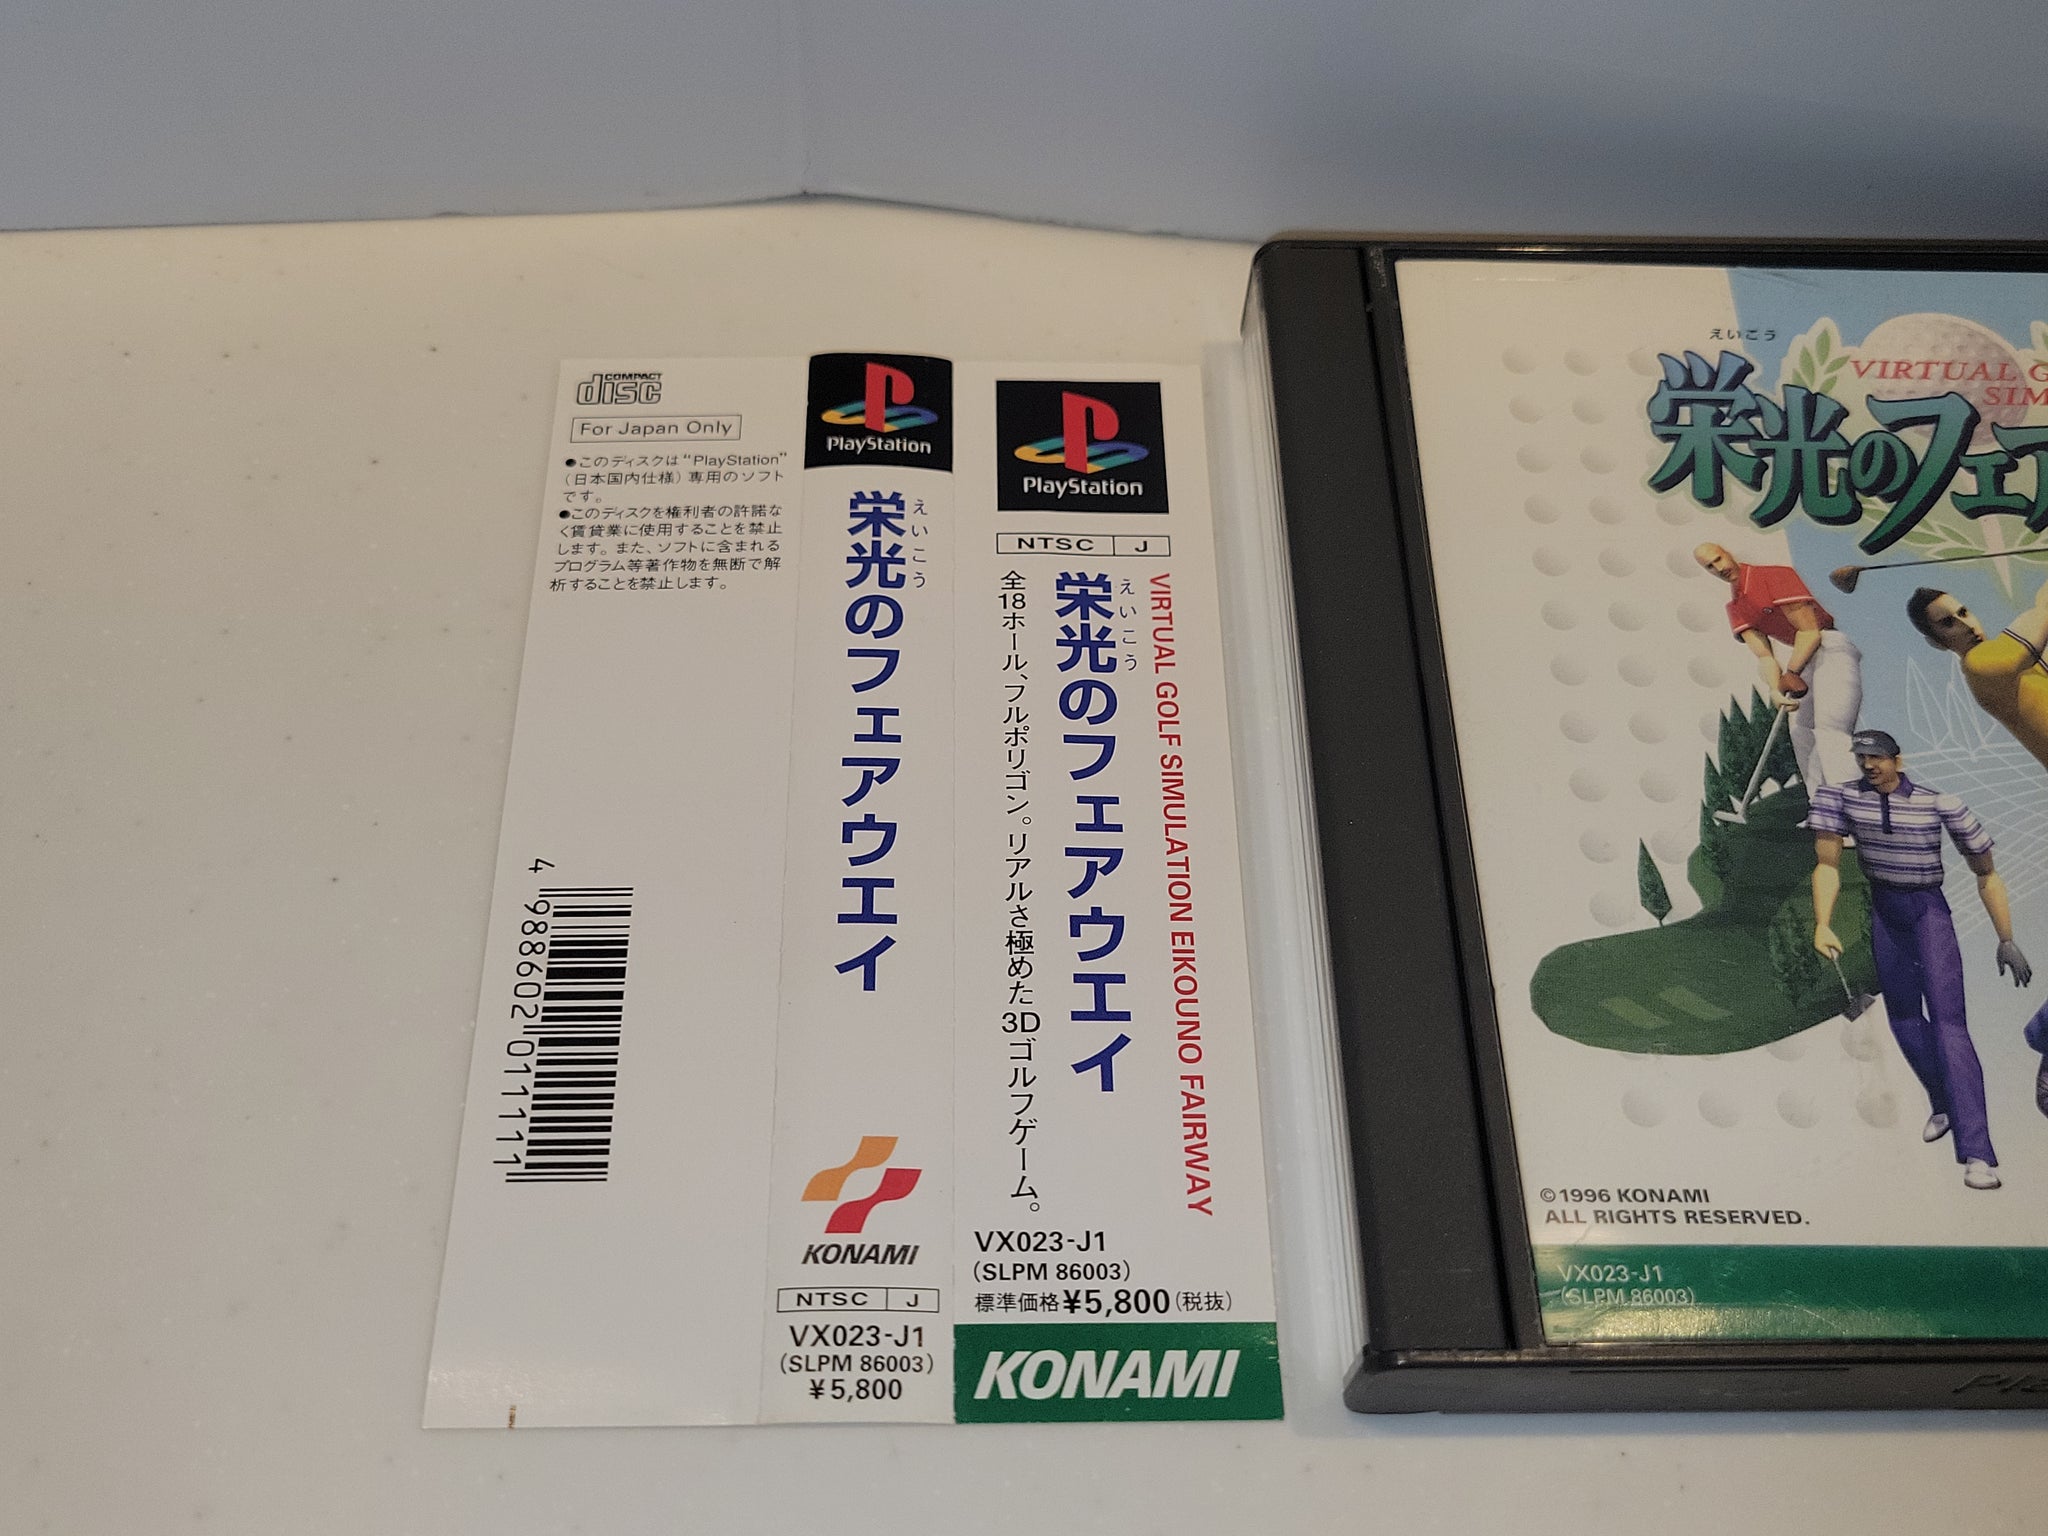 COMPACT
disc
For Japan Only
●このディスクは“PlayStation”
(日本国内仕様)専用のソフト
です。
●このディスクを権利者の許諾な
く賃貸業に使用することを禁止
します。また、ソフトに含まれる
プログラム等著作物を無断で解
析することを禁止します。
4 988602 011111
PlayStation
えいこう
栄光のフェアウエイ
KONAMI
NTSC J
VX023-J1
(SLPM 86003)
¥5,800
PlayStation
NTSC J
VIRTUAL GOLF SIMULATION EIKOUNO FAIRWAY
えいこう
栄光のフェアウエイ
全18ホール、フルポリゴン。リアルさ極めた3Dゴルフゲーム。
VX023-J1
(SLPM 86003)
標準価格¥5,800(税抜)
KONAMI
えいこう
VIRTUAL G
SIM
栄光のフェア
©1996 KONAMI
ALL RIGHTS RESERVED.
VX023-J1
(SLPM 86003)